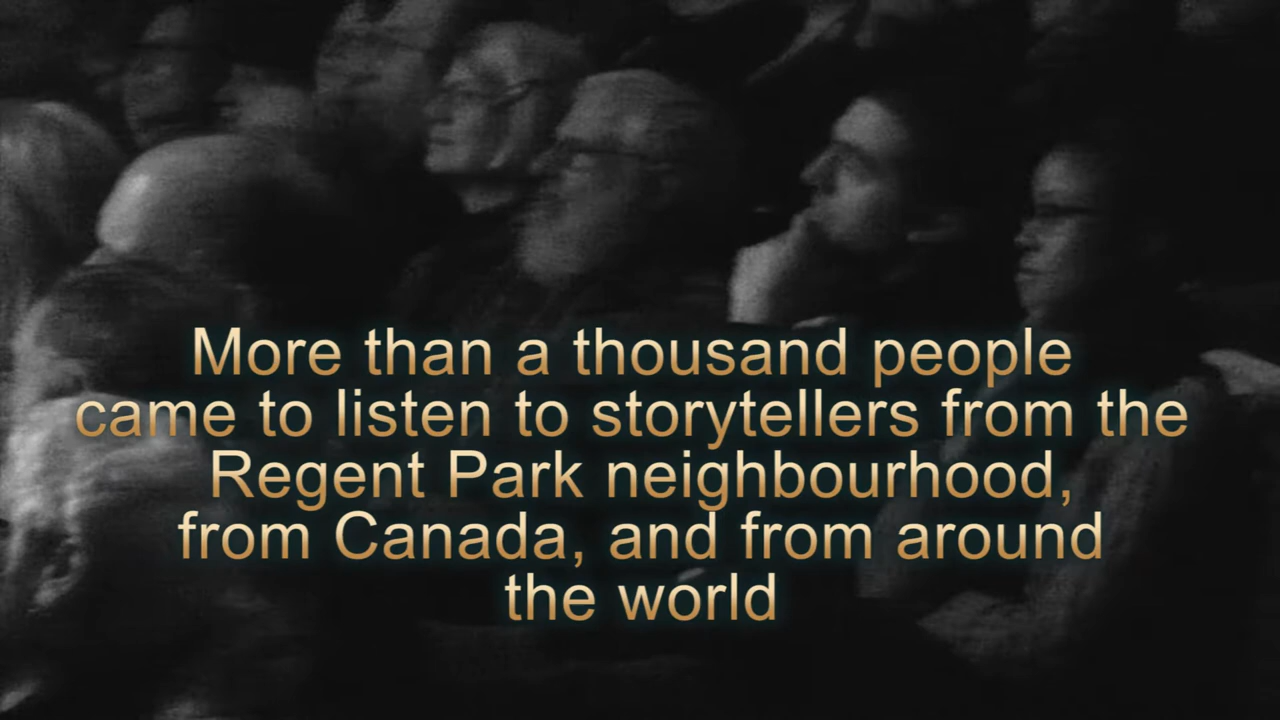 More than a thousand people
came to listen to storytellers from the
Regent Park neighbourhood,
from Canada, and from around
the world